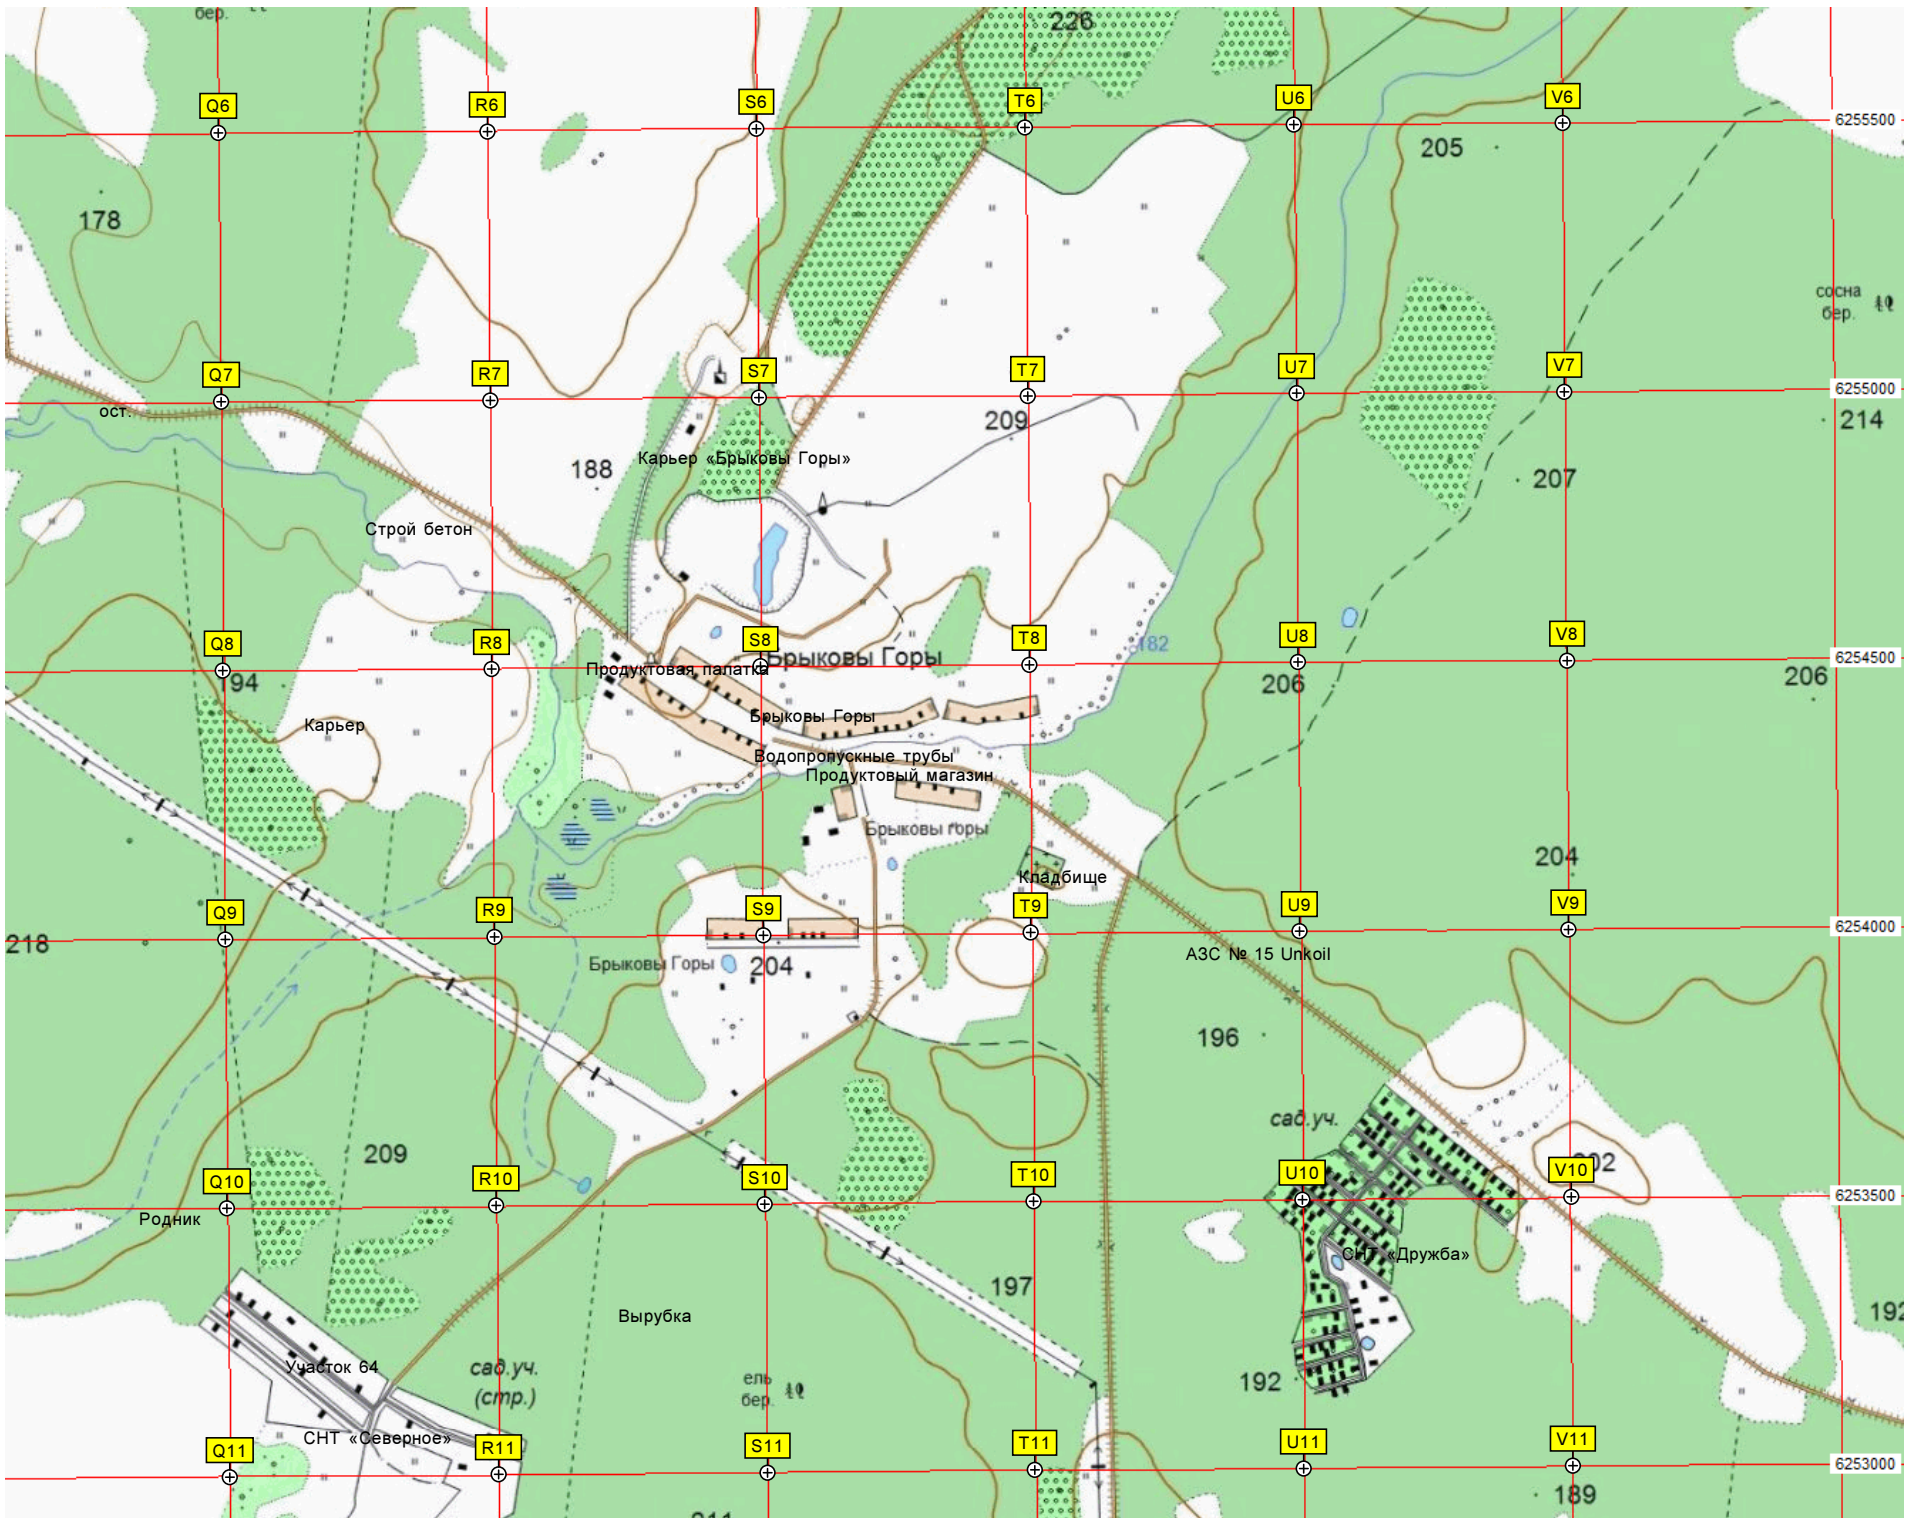 бер.
226
Q6
R6
S6
T6
U6
V6
6255500
205
178
сосна
бер.
Q7
R7
S7
T7
U7
V7
6255000
ост.
209
214
188
Карьер «Брыковы Горы»
207
Строй бетон
Q8
R8
S8
T8
U8
V8
6254500
182
Брыковы Горы
Продуктовая палатка
94
206
206
Карьер
Брыковы Горы
Водопропускные трубы
Продуктовый магазин
Брыковы горы
204
Кладбище
Q9
R9
S9
T9
U9
V9
6254000
218
АЗС № 15 Unkoil
Брыковы Горы
204
196
сад.уч.
209
202
Q10
R10
S10
T10
U10
V10
6253500
Родник
СНТ «Дружба»
197
192
Вырубка
Участок 64
сад.уч.
(стр.)
ель
бер.
192
СНТ «Северное»
Q11
R11
S11
T11
U11
V11
6253000
189